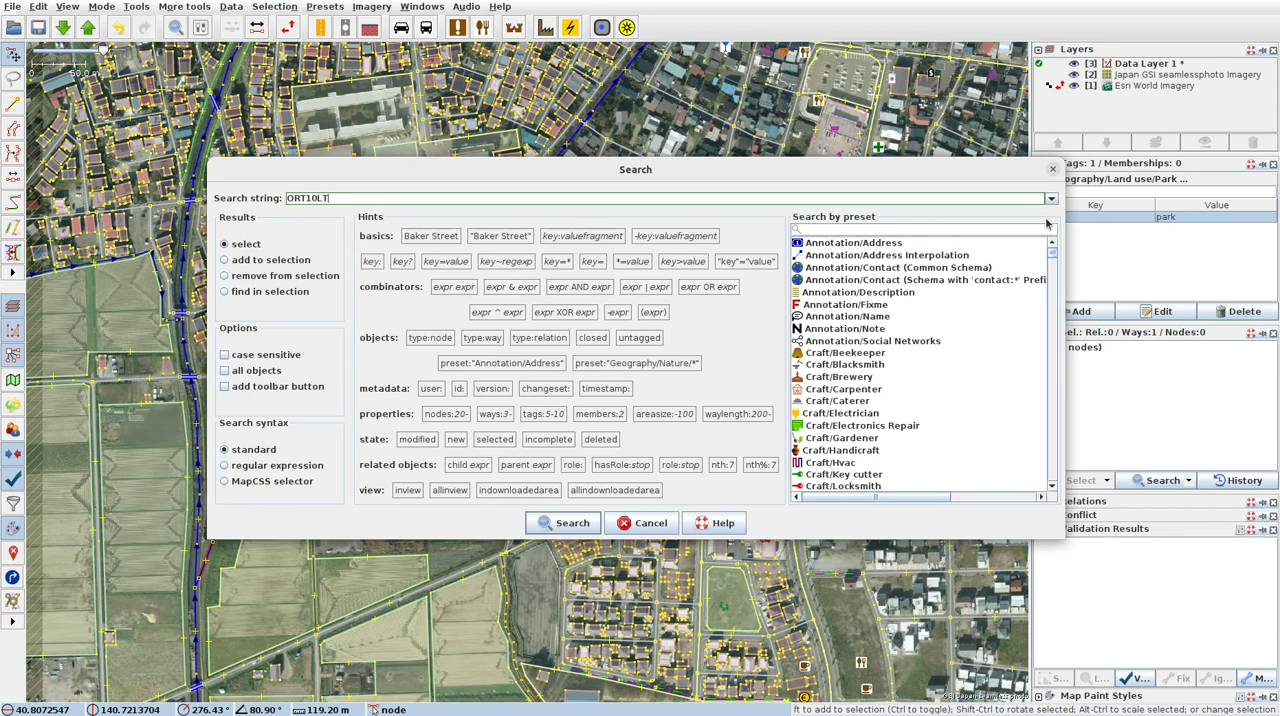 File Edit View Mode Tools More tools Data Selection Presets Imagery Windows Audio Help
0 50.0 m
Layers
[3] Data Layer 1 *
[2] Japan GSI seamlessphoto Imagery
[1] Esri World Imagery
Search
Search string: ORT10LT
Results
select
add to selection
remove from selection
find in selection
Options
case sensitive
all objects
add toolbar button
Search syntax
standard
regular expression
MapCSS selector
Hints
basics: Baker Street "Baker Street" key:valuefragment -key:valuefragment
key: key? key=value key~regexp key=* key= *=value key>value "key"="value"
combinators: expr expr expr & expr expr AND expr expr | expr expr OR expr
expr ^ expr expr XOR expr -expr (expr)
objects: type:node type:way type:relation closed untagged
preset:"Annotation/Address" preset:"Geography/Nature/*"
metadata: user: id: version: changeset: timestamp:
properties: nodes:20- ways:3- tags:5-10 members:2 areasize:-100 waylength:200-
state: modified new selected incomplete deleted
related objects: child expr parent expr role: hasRole:stop role:stop nth:7 nth%:7
view: inview allinview indownloadedarea allindownloadedarea
Search by preset
Annotation/Address
Annotation/Address Interpolation
Annotation/Contact (Common Schema)
Annotation/Contact (Schema with 'contact:*' Prefi
Annotation/Description
Annotation/Fixme
Annotation/Name
Annotation/Note
Annotation/Social Networks
Craft/Beekeeper
Craft/Blacksmith
Craft/Brewery
Craft/Carpenter
Craft/Caterer
Craft/Electrician
Craft/Electronics Repair
Craft/Gardener
Craft/Handicraft
Craft/Hvac
Craft/Key cutter
Craft/Locksmith
Search Cancel Help
Tags: 1 / Memberships: 0
ography/Land use/Park ...
Key Value
park
Add Edit Delete
el.: Rel.:0 / Ways:1 / Nodes:0
nodes)
Select Search History
elations
Conflict
Validation Results
S... L... V... Fix Ig... M...
Map Paint Styles
40.8072547 140.7213704 276.43 ° 80.90 ° 119.20 m node
ft to add to selection (Ctrl to toggle); Shift-Ctrl to rotate selected; Alt-Ctrl to scale selected; or change selection